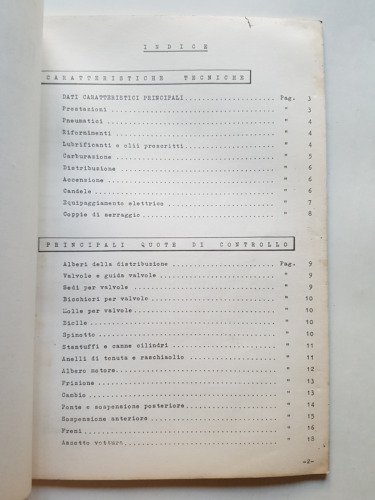 INDICE
CARATTERISTICHE TECNICHE
DATI CARATTERISTICI PRINCIPALI .................... Pag. 3
Prestazioni .................... " 3
Pneumatici .................... " 4
Rifornimenti .................... " 4
Lubrificanti e olii prescritti .................... " 4
Carburazione .................... " 5
Distribuzione .................... " 6
Accensione .................... " 6
Candele .................... " 6
Equipaggiamento elettrico .................... " 7
Coppie di serraggio .................... " 8
PRINCIPALI QUOTE DI CONTROLLO
Alberi della distribuzione .................... Pag. 9
Valvole e guida valvole .................... " 9
Sedi per valvole .................... " 9
Bicchieri per valvole .................... " 10
Molle per valvole .................... " 10
Bielle .................... " 10
Spinotto .................... " 10
Stantuffi e canne cilindri .................... " 11
Anelli di tenuta e raschiaolio .................... " 11
Albero motore .................... " 12
Frizione .................... " 13
Cambio .................... " 13
Ponte e sospensione posteriore .................... " 14
Sospensione anteriore .................... " 15
Freni .................... " 16
Assetto vettura .................... " 18
-2-